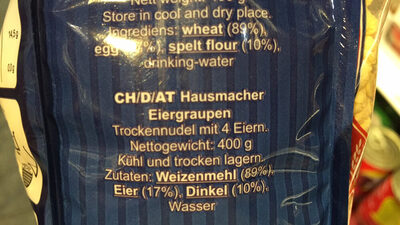 Store in cool and dry place.
Ingrediens: wheat (89%),
spelt flour (10%),
drinking-water
CH/D/AT Hausmacher
Eiergraupen
Trockennudel mit 4 Eiern.
Nettogewicht: 400 g
Kühl und trocken lagern.
Zutaten: Weizenmehl (89%),
Eier (17%), Dinkel (10%),
Wasser